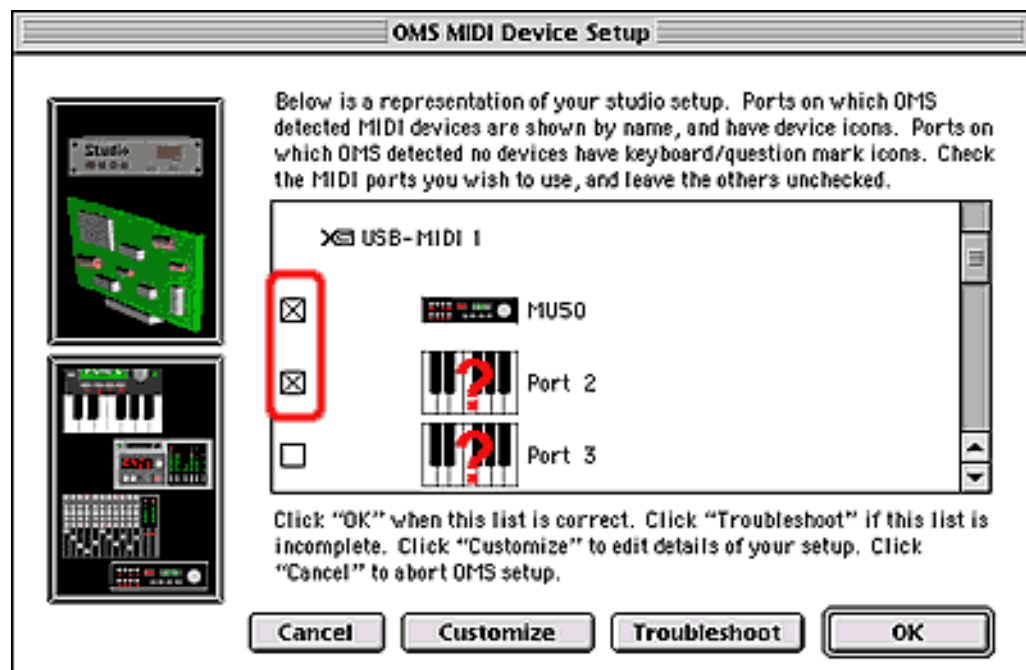 OMS MIDI Device Setup
Below is a representation of your studio setup. Ports on which OMS
detected MIDI devices are shown by name, and have device icons. Ports on
which OMS detected no devices have keyboard/question mark icons. Check
the MIDI ports you wish to use, and leave the others unchecked.
Studio
USB-MIDI 1
MU50
Port 2
Port 3
Click “OK” when this list is correct. Click “Troubleshoot” if this list is
incomplete. Click “Customize” to edit details of your setup. Click
“Cancel” to abort OMS setup.
Cancel Customize Troubleshoot OK